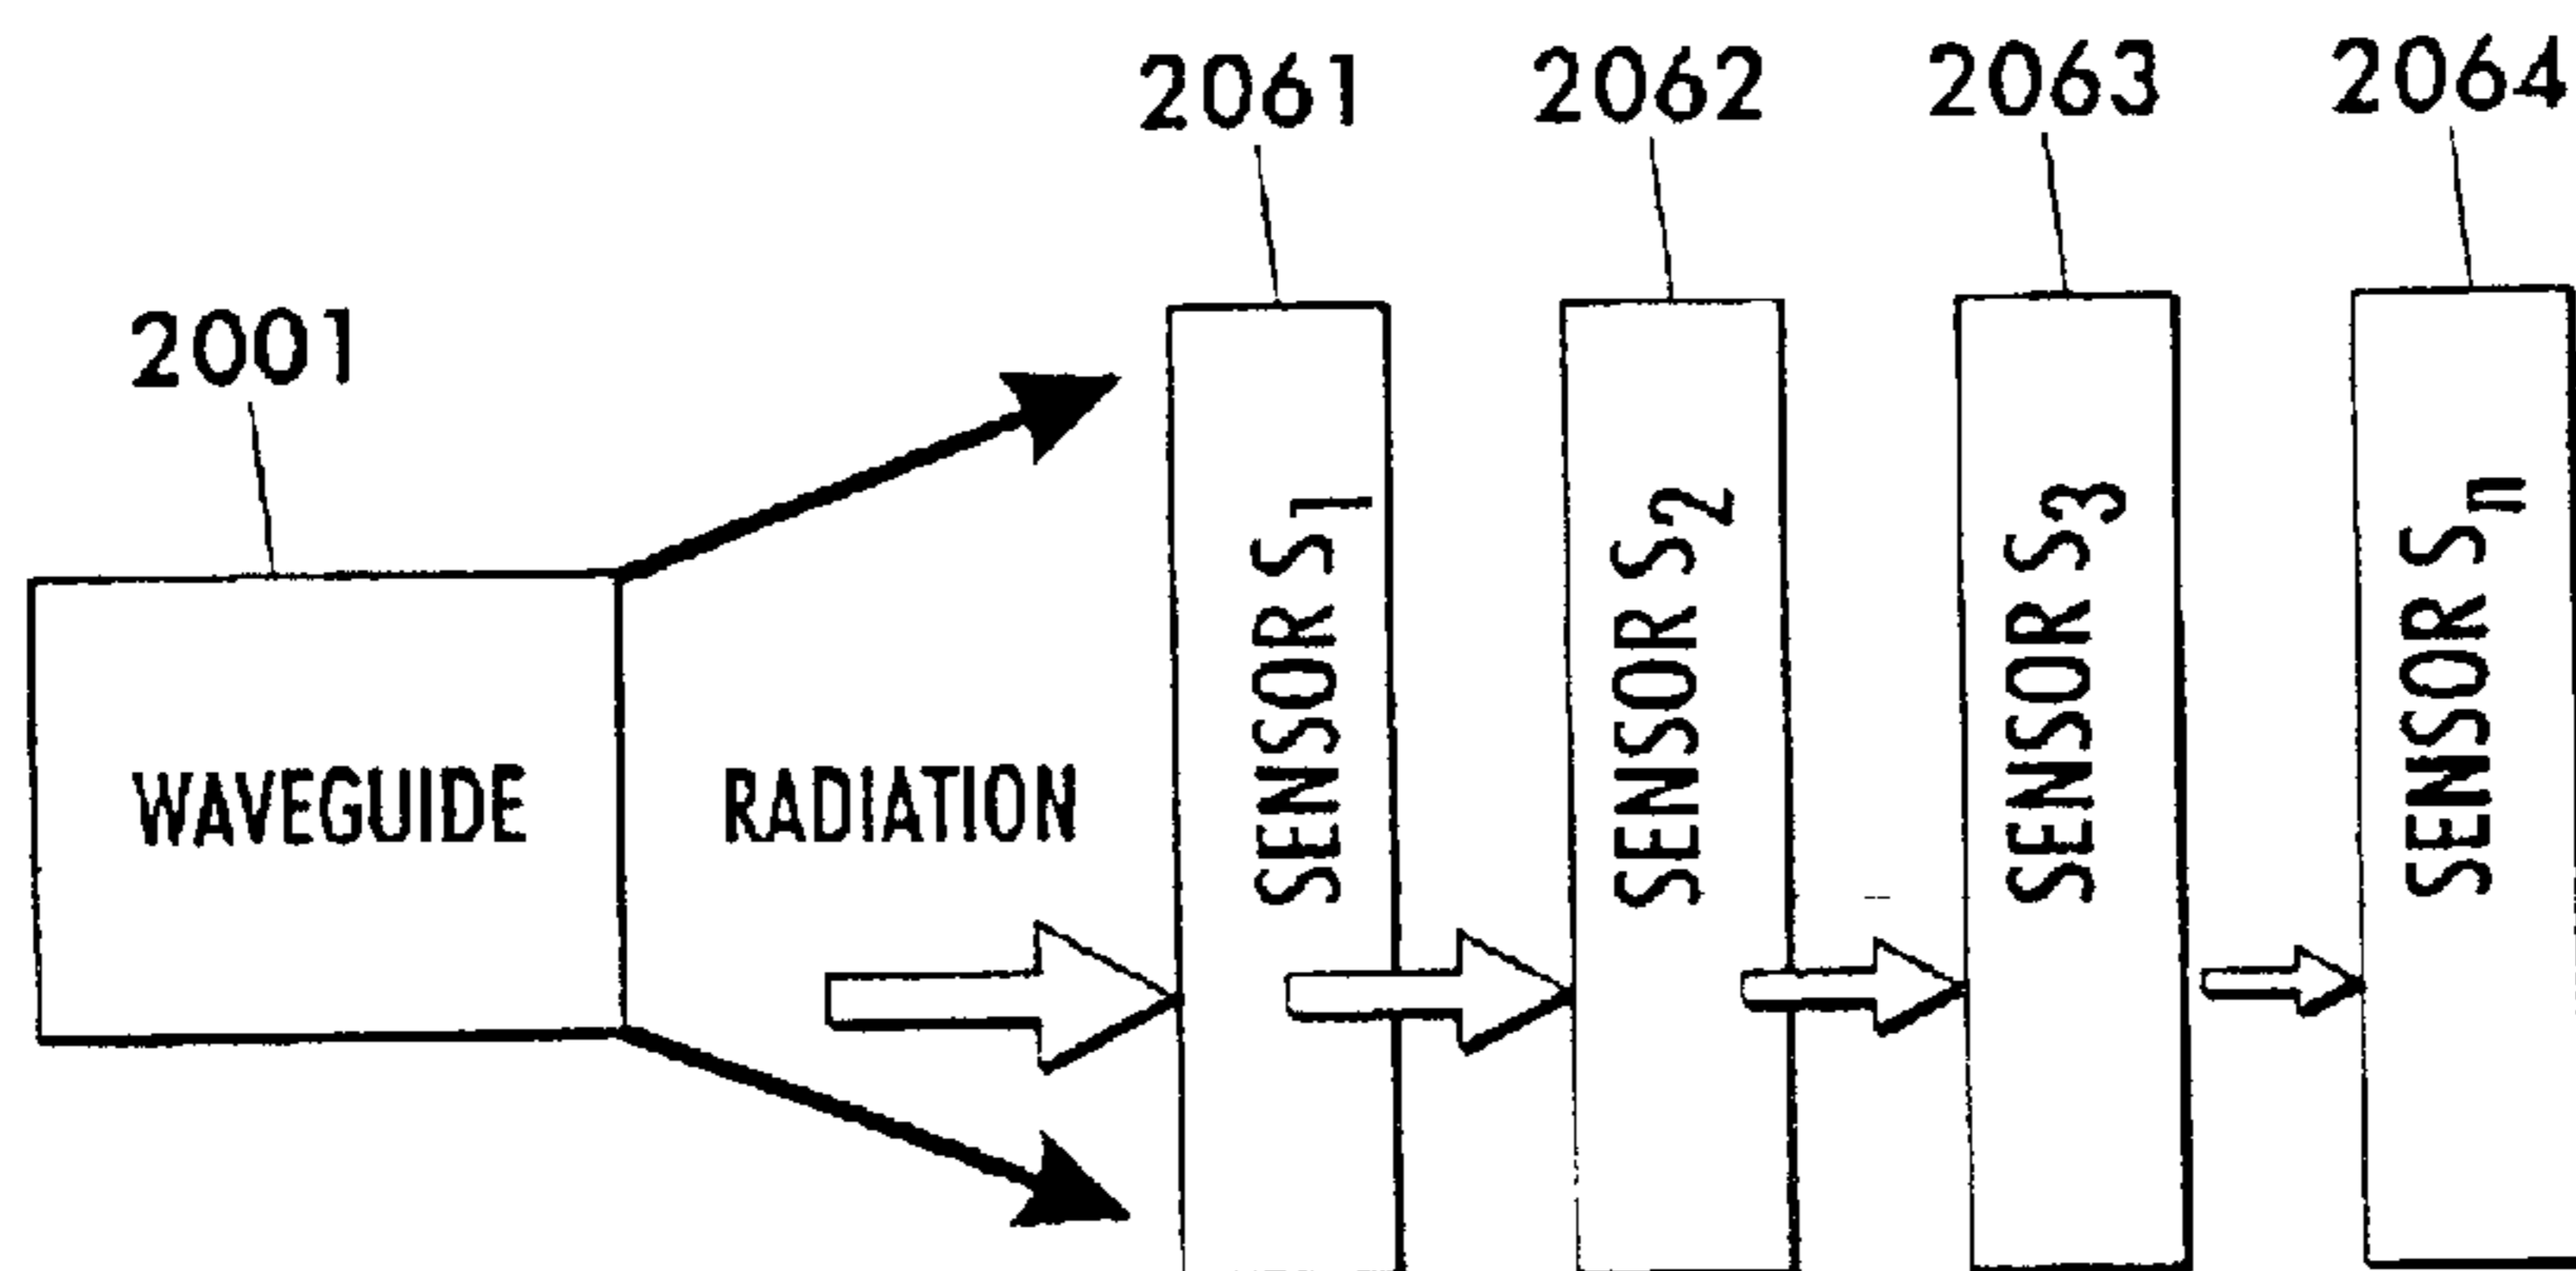 2061 2062 2063 2064
2001
WAVEGUIDE
RADIATION
SENSOR S1
SENSOR S2
SENSOR S3
SENSOR Sn